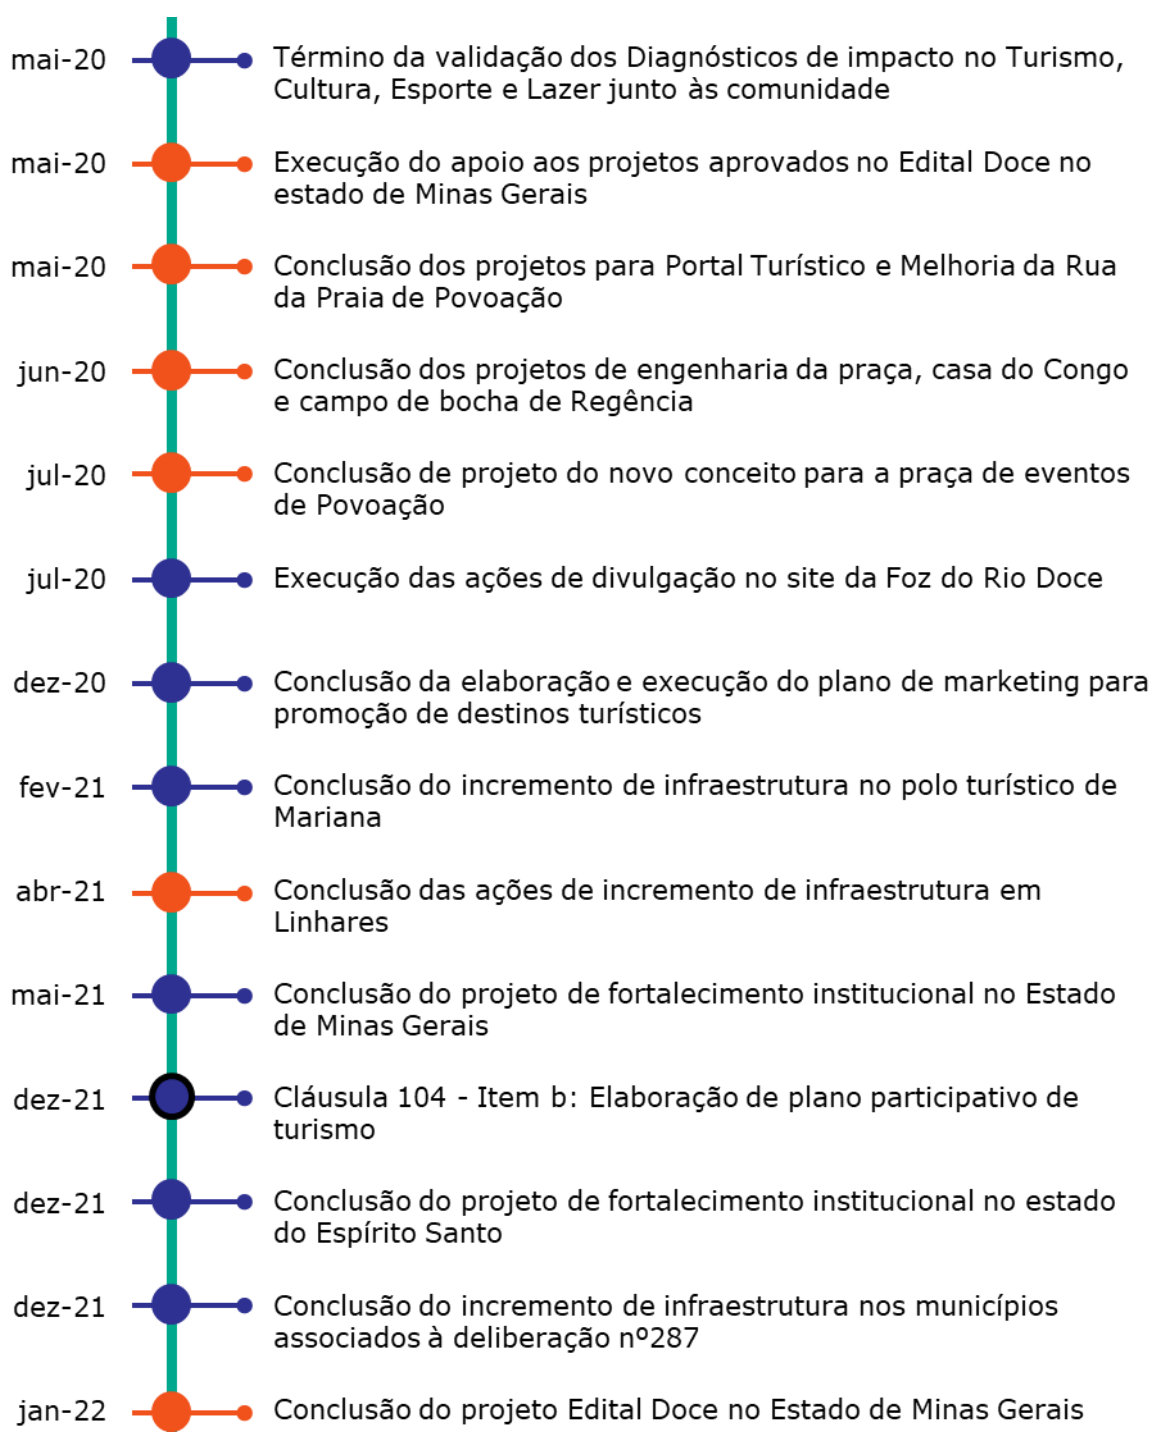 mai-20
Término da validação dos Diagnósticos de impacto no Turismo,
Cultura, Esporte e Lazer junto às comunidade
mai-20
Execução do apoio aos projetos aprovados no Edital Doce no
estado de Minas Gerais
mai-20
Conclusão dos projetos para Portal Turístico e Melhoria da Rua
da Praia de Povoação
jun-20
Conclusão dos projetos de engenharia da praça, casa do Congo
e campo de bocha de Regência
jul-20
Conclusão de projeto do novo conceito para a praça de eventos
de Povoação
jul-20
Execução das ações de divulgação no site da Foz do Rio Doce
dez-20
Conclusão da elaboração e execução do plano de marketing para
promoção de destinos turísticos
fev-21
Conclusão do incremento de infraestrutura no polo turístico de
Mariana
abr-21
Conclusão das ações de incremento de infraestrutura em
Linhares
mai-21
Conclusão do projeto de fortalecimento institucional no Estado
de Minas Gerais
dez-21
Cláusula 104 - Item b: Elaboração de plano participativo de
turismo
dez-21
Conclusão do projeto de fortalecimento institucional no estado
do Espírito Santo
dez-21
Conclusão do incremento de infraestrutura nos municípios
associados à deliberação nº287
jan-22
Conclusão do projeto Edital Doce no Estado de Minas Gerais